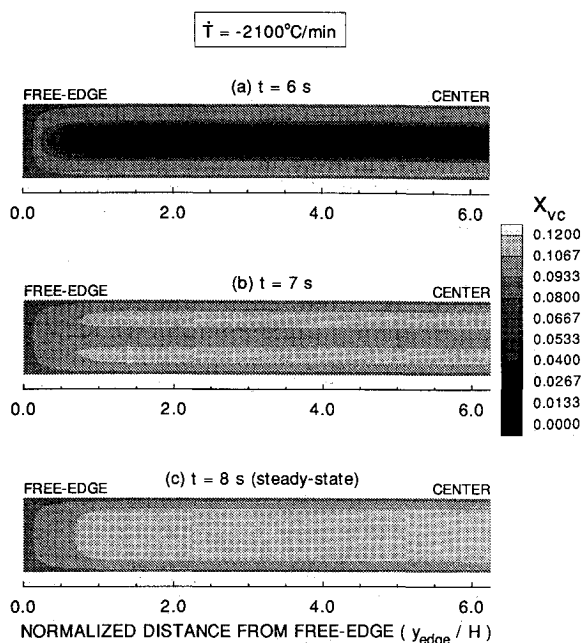 Ṫ = -2100°C/min
(a) t = 6 s
FREE-EDGE CENTER
0.0 2.0 4.0 6.0
X_vc
0.1200
0.1067
0.0933
0.0800
0.0667
0.0533
0.0400
0.0267
0.0133
0.0000
(b) t = 7 s
FREE-EDGE CENTER
0.0 2.0 4.0 6.0
(c) t = 8 s (steady-state)
FREE-EDGE CENTER
0.0 2.0 4.0 6.0
NORMALIZED DISTANCE FROM FREE-EDGE ( y_edge / H )